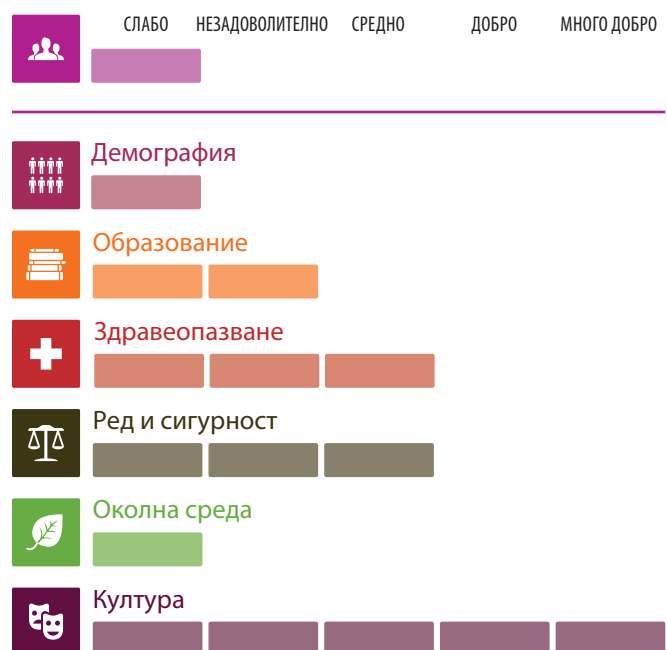 СЛАБО НЕЗАДОВОЛИТЕЛНО СРЕДНО ДОБРО МНОГО ДОБРО
Демография
Образование
Здравеопазване
Ред и сигурност
Околна среда
Култура